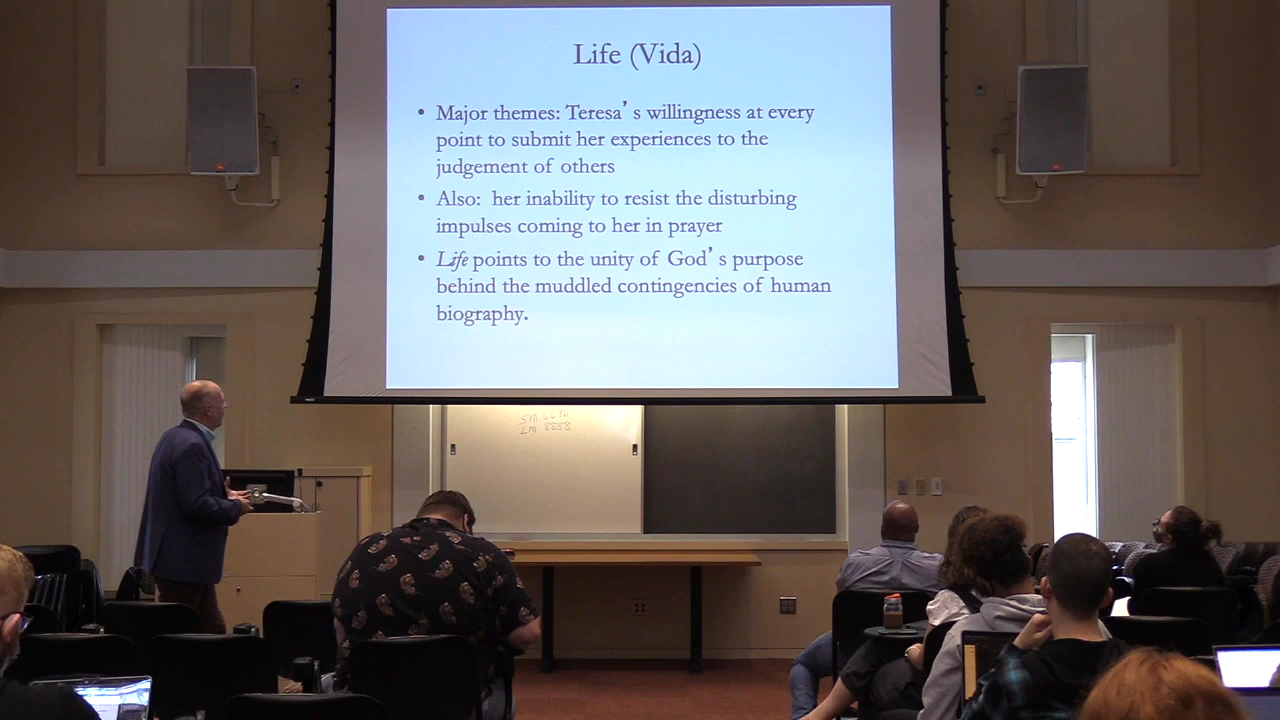 Life (Vida)
• Major themes: Teresa’ s willingness at every
point to submit her experiences to the
judgement of others
• Also: her inability to resist the disturbing
impulses coming to her in prayer
• Life points to the unity of God’ s purpose
behind the muddled contingencies of human
biography.